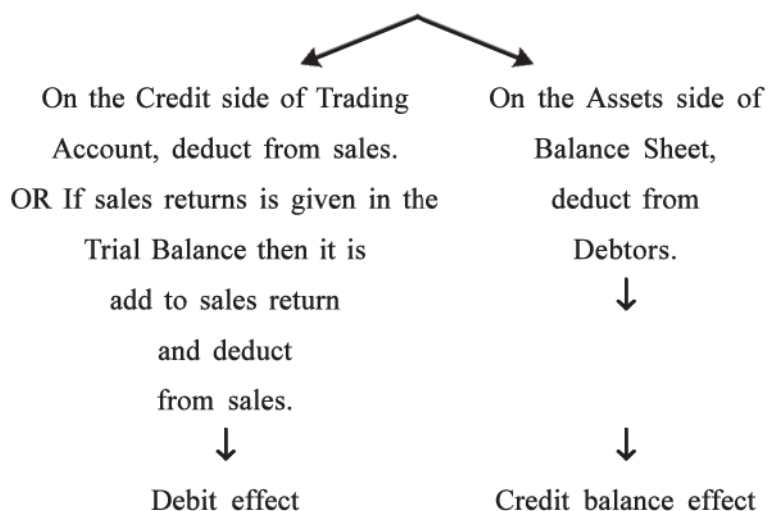 On the Credit side of Trading
Account, deduct from sales.
OR If sales returns is given in the
Trial Balance then it is
add to sales return
and deduct
from sales.
Debit effect
On the Assets side of
Balance Sheet,
deduct from
Debtors.
Credit balance effect